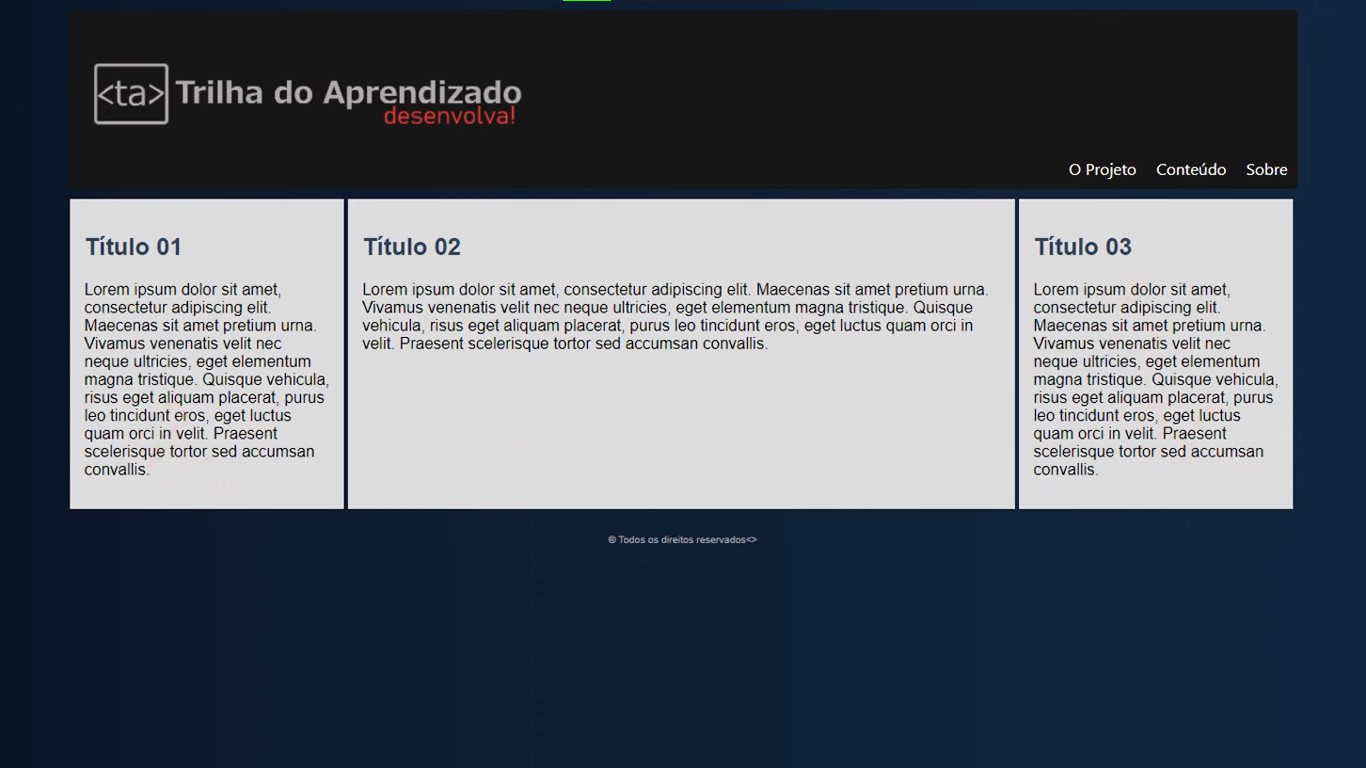 <ta> Trilha do Aprendizado
desenvolva!
O Projeto Conteúdo Sobre
Título 01
Lorem ipsum dolor sit amet,
consectetur adipiscing elit.
Maecenas sit amet pretium urna.
Vivamus venenatis velit nec
neque ultricies, eget elementum
magna tristique. Quisque vehicula,
risus eget aliquam placerat, purus
leo tincidunt eros, eget luctus
quam orci in velit. Praesent
scelerisque tortor sed accumsan
convallis.
Título 02
Lorem ipsum dolor sit amet, consectetur adipiscing elit. Maecenas sit amet pretium urna.
Vivamus venenatis velit nec neque ultricies, eget elementum magna tristique. Quisque
vehicula, risus eget aliquam placerat, purus leo tincidunt eros, eget luctus quam orci in
velit. Praesent scelerisque tortor sed accumsan convallis.
Título 03
Lorem ipsum dolor sit amet,
consectetur adipiscing elit.
Maecenas sit amet pretium urna.
Vivamus venenatis velit nec
neque ultricies, eget elementum
magna tristique. Quisque vehicula,
risus eget aliquam placerat, purus
leo tincidunt eros, eget luctus
quam orci in velit. Praesent
scelerisque tortor sed accumsan
convallis.
© Todos os direitos reservados<>